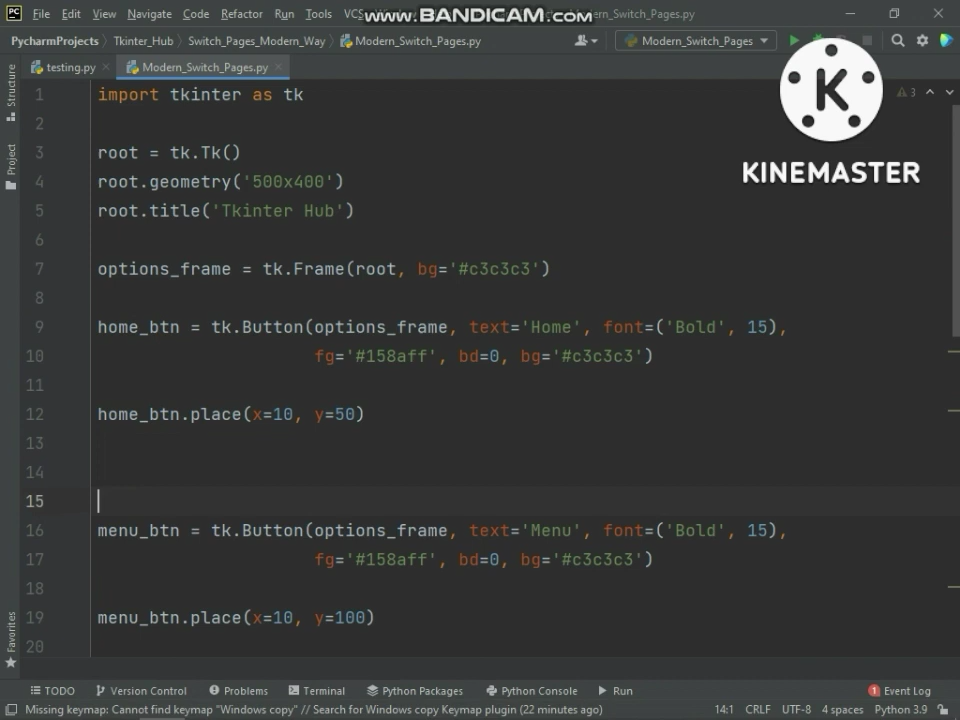 File Edit View Navigate Code Refactor Run Tools VCS www.BANDICAM.com Modern_Switch_Pages.py
PycharmProjects Tkinter_Hub Switch_Pages_Modern_Way Modern_Switch_Pages.py Modern_Switch_Pages
testing.py Modern_Switch_Pages.py
Structure
Project
Favorites
K
KINEMASTER
3
1 import tkinter as tk
2
3 root = tk.Tk()
4 root.geometry('500x400')
5 root.title('Tkinter Hub')
6
7 options_frame = tk.Frame(root, bg='#c3c3c3')
8
9 home_btn = tk.Button(options_frame, text='Home', font=('Bold', 15),
10 fg='#158aff', bd=0, bg='#c3c3c3')
11
12 home_btn.place(x=10, y=50)
13
14
15
16 menu_btn = tk.Button(options_frame, text='Menu', font=('Bold', 15),
17 fg='#158aff', bd=0, bg='#c3c3c3')
18
19 menu_btn.place(x=10, y=100)
20
TODO Version Control Problems Terminal Python Packages Python Console Run 1 Event Log
Missing keymap: Cannot find keymap "Windows copy" // Search for Windows copy Keymap plugin (22 minutes ago) 14:1 CRLF UTF-8 4 spaces Python 3.9